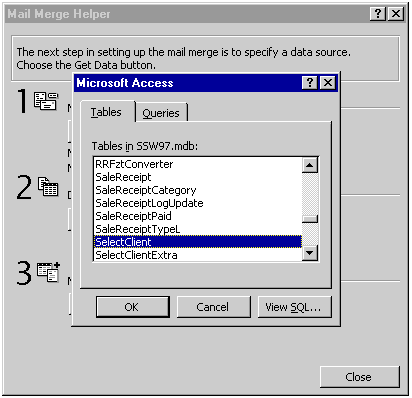 Mail Merge Helper
The next step in setting up the mail merge is to specify a data source.
Choose the Get Data button.
Microsoft Access
1
Tables
Queries
Tables in SSW97.mdb:
RRFztConverter
SaleReceipt
SaleReceiptCategory
2
SaleReceiptLogUpdate
SaleReceiptPaid
SaleReceiptTypeL
SelectClient
SelectClientExtra
3
OK
Cancel
View SQL...
Close